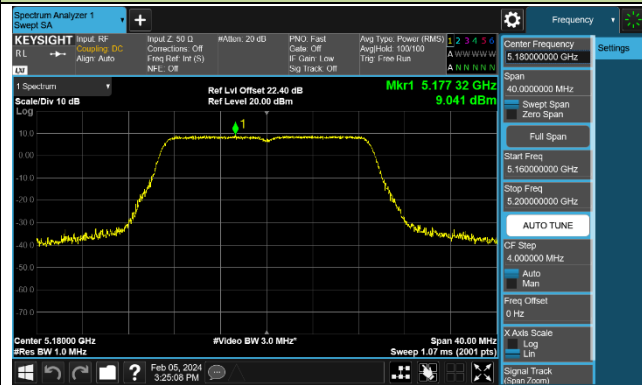 Spectrum Analyzer 1
Swept SA
+
Frequency
KEYSIGHT
RL
LXI
Input: RF
Coupling: DC
Align: Auto
Input Z: 50 Ω
Corrections: Off
Freq Ref: Int (S)
NFE: Off
#Atten: 20 dB
PNO: Fast
Gate: Off
IF Gain: Low
Sig Track: Off
Avg Type: Power (RMS)
Avg|Hold: 100/100
Trig: Free Run
1 2 3 4 5 6
A W W W W W
A N N N N N
1 Spectrum
Scale/Div 10 dB
Log
Ref Lvl Offset 22.40 dB
Ref Level 20.00 dBm
Mkr1 5.177 32 GHz
9.041 dBm
1
10.0
0.00
-10.0
-20.0
-30.0
-40.0
-50.0
-60.0
-70.0
Center 5.18000 GHz
#Res BW 1.0 MHz
#Video BW 3.0 MHz*
Span 40.00 MHz
Sweep 1.07 ms (2001 pts)
Feb 05, 2024
3:25:08 PM
?
Center Frequency
5.180000000 GHz
Settings
Span
40.0000000 MHz
Swept Span
Zero Span
Full Span
Start Freq
5.160000000 GHz
Stop Freq
5.200000000 GHz
AUTO TUNE
CF Step
4.000000 MHz
Auto
Man
Freq Offset
0 Hz
X Axis Scale
Log
Lin
Signal Track
(Span Zoom)